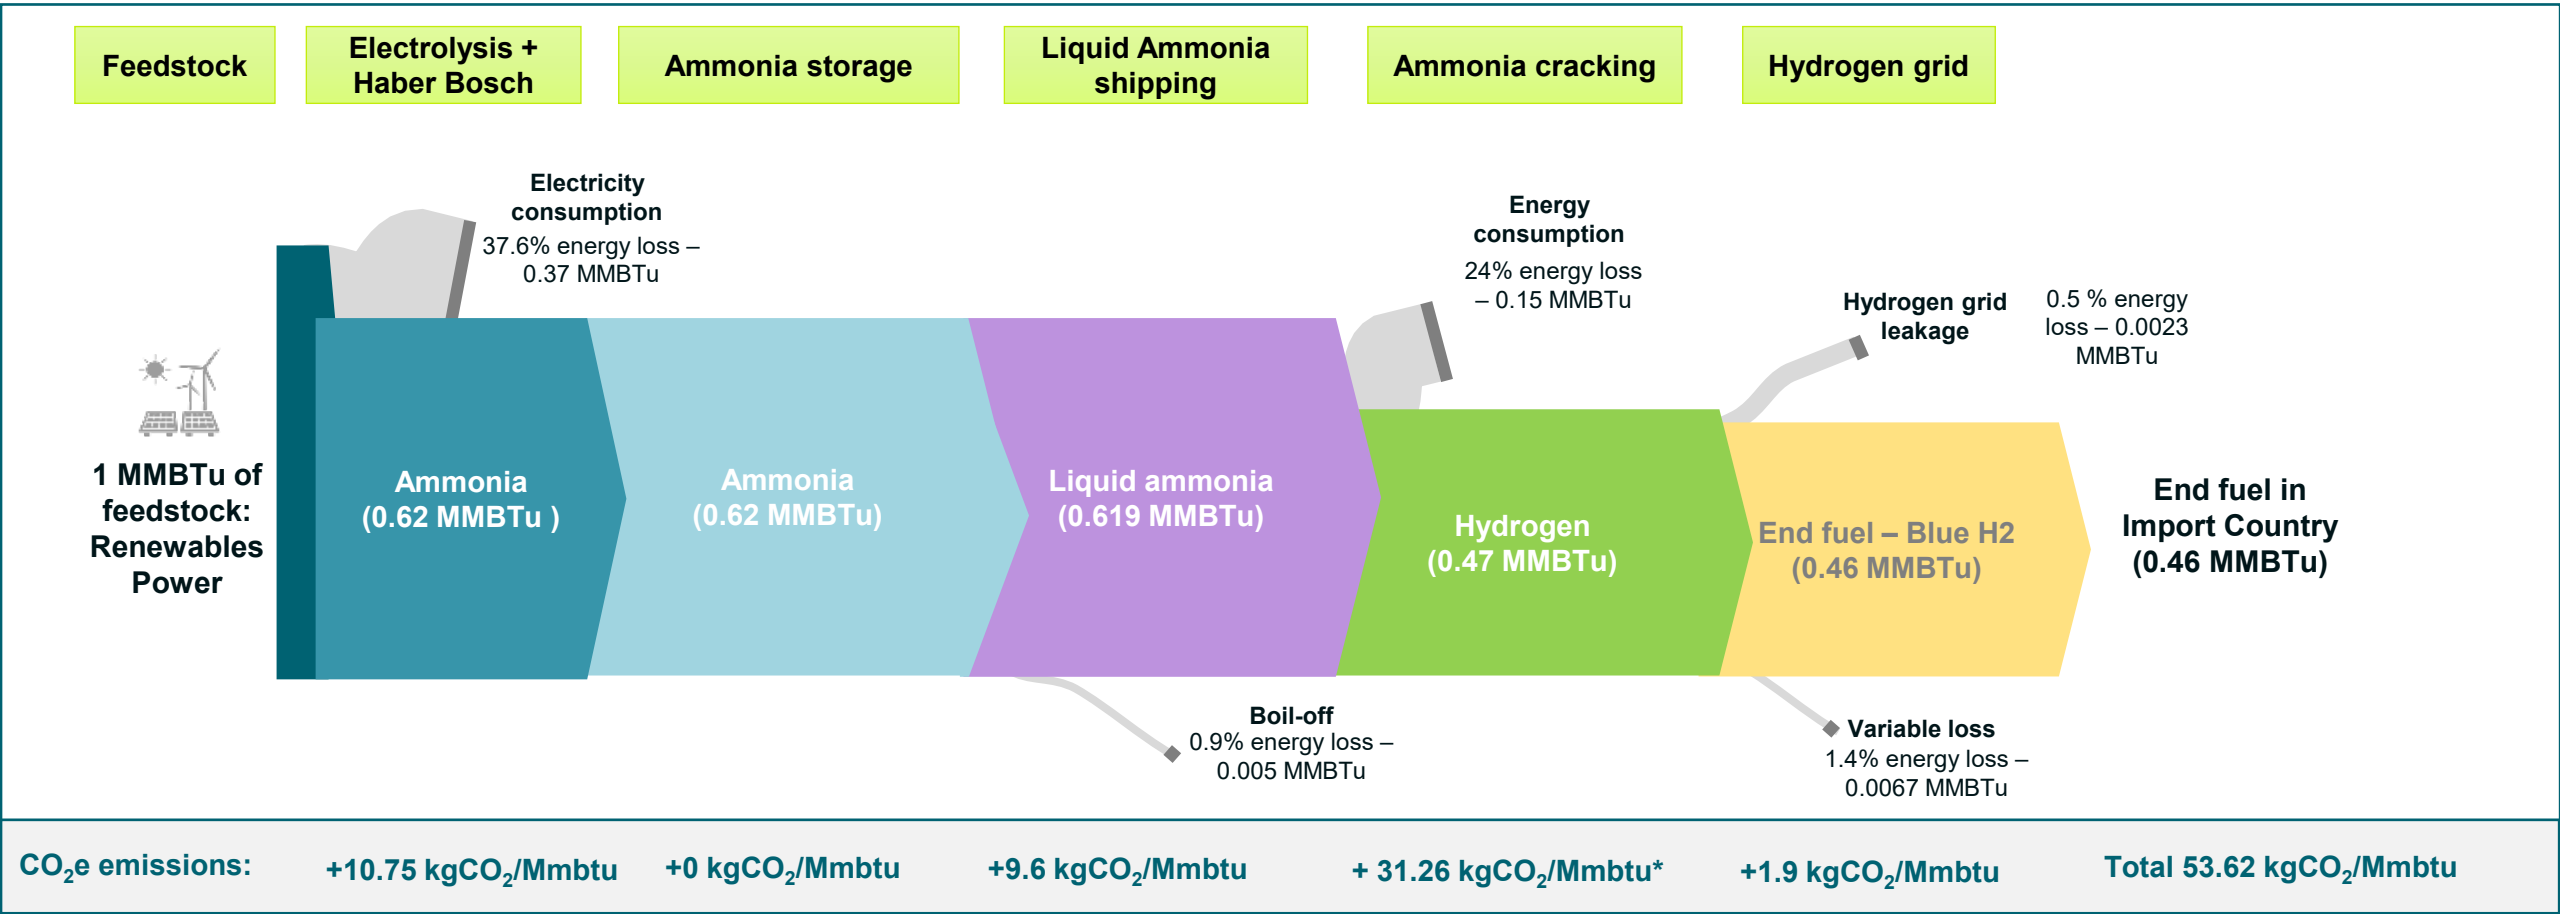 Feedstock
Electrolysis +
Haber Bosch
Ammonia storage
Liquid Ammonia
shipping
Ammonia cracking
Hydrogen grid
Electricity
consumption
37.6% energy loss –
0.37 MMBTu
Energy
consumption
24% energy loss
– 0.15 MMBTu
Hydrogen grid
leakage
0.5 % energy
loss – 0.0023
MMBTu
1 MMBTu of
feedstock:
Renewables
Power
Ammonia
(0.62 MMBTu )
Ammonia
(0.62 MMBTu)
Liquid ammonia
(0.619 MMBTu)
Hydrogen
(0.47 MMBTu)
End fuel – Blue H2
(0.46 MMBTu)
End fuel in
Import Country
(0.46 MMBTu)
Boil-off
0.9% energy loss –
0.005 MMBTu
Variable loss
1.4% energy loss –
0.0067 MMBTu
CO₂e emissions:
+10.75 kgCO₂/Mmbtu
+0 kgCO₂/Mmbtu
+9.6 kgCO₂/Mmbtu
+ 31.26 kgCO₂/Mmbtu*
+1.9 kgCO₂/Mmbtu
Total 53.62 kgCO₂/Mmbtu